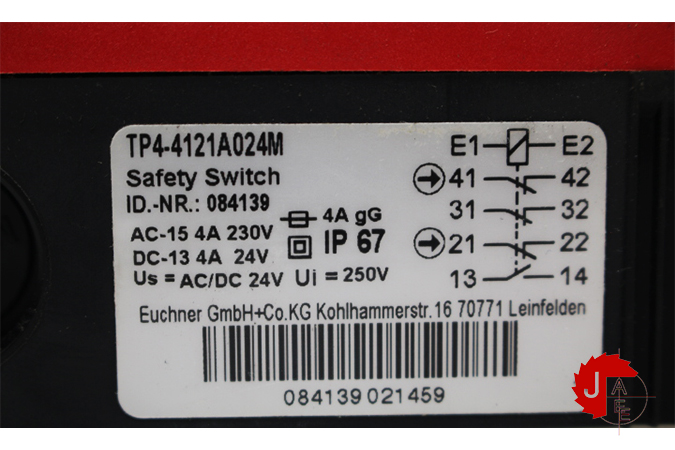 TP4-4121A024M
Safety Switch
ID.-NR.: 084139
AC-15 4A 230V
DC-13 4A 24V
Us = AC/DC 24V Ui = 250V
4A gG
IP 67
E1 E2
41 42
31 32
21 22
13 14
Euchner GmbH+Co.KG Kohlhammerstr. 16 70771 Leinfelden
084139 021459
J